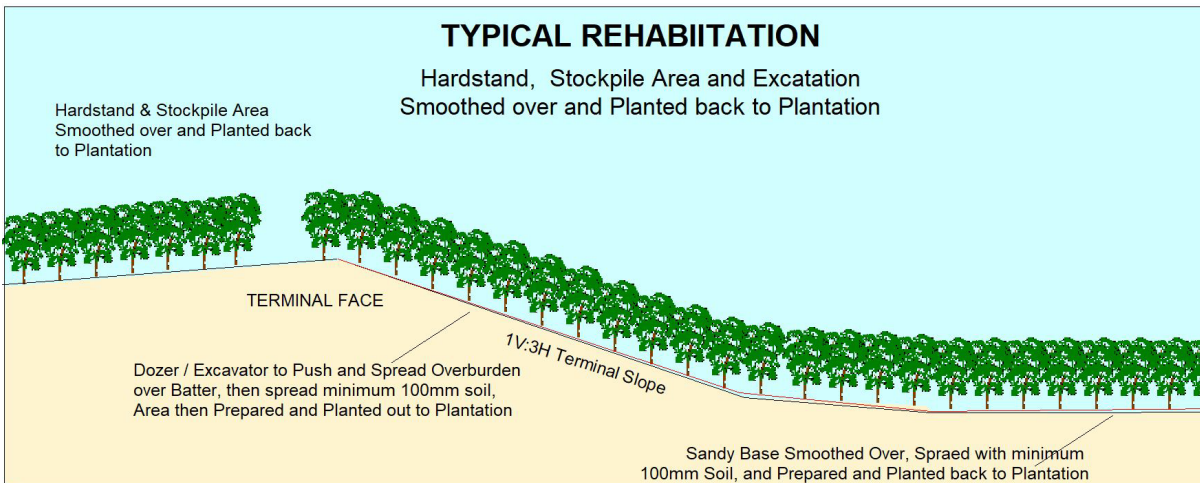 TYPICAL REHABIITATION
Hardstand, Stockpile Area and Excatation
Smoothed over and Planted back to Plantation
Hardstand & Stockpile Area
Smoothed over and Planted back
to Plantation
TERMINAL FACE
1V:3H Terminal Slope
Dozer / Excavator to Push and Spread Overburden
over Batter, then spread minimum 100mm soil,
Area then Prepared and Planted out to Plantation
Sandy Base Smoothed Over, Spraed with minimum
100mm Soil, and Prepared and Planted back to Plantation